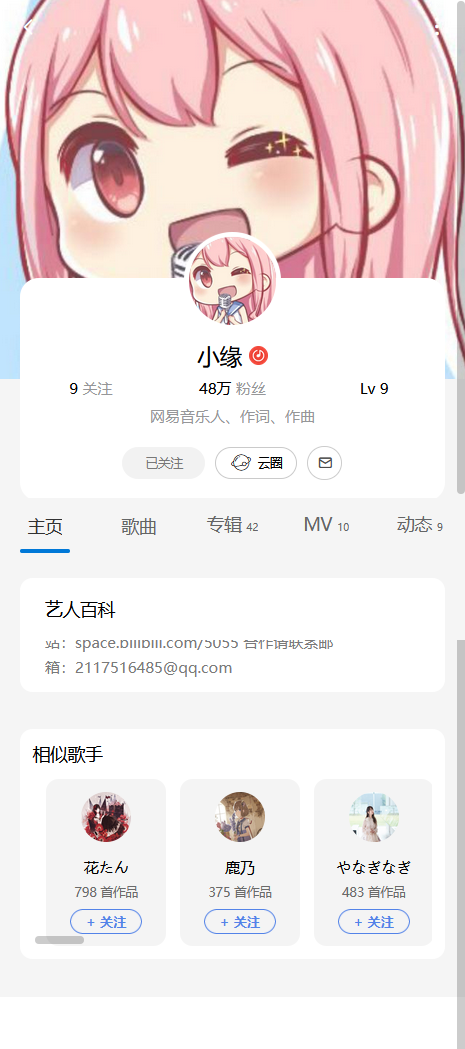 小缘
9 关注
48万 粉丝
Lv 9
网易音乐人、作词、作曲
已关注
云圈
主页
歌曲
专辑 42
MV 10
动态 9
艺人百科
站：space.bilibili.com/5055 合作请联系邮
箱：2117516485@qq.com
相似歌手
花たん
798 首作品
+ 关注
鹿乃
375 首作品
+ 关注
やなぎなぎ
483 首作品
+ 关注